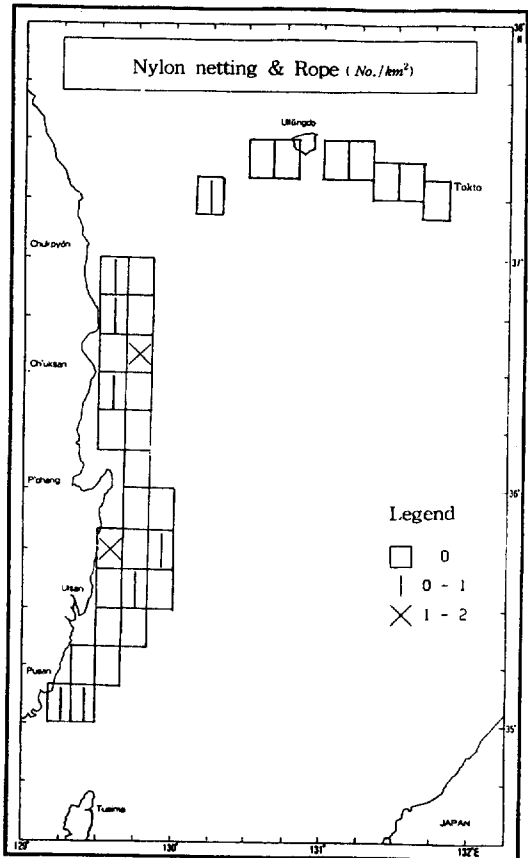 38°
N
Nylon netting & Rope ( No./km²)
Ullŭngdo
Tokto
Chukpyŏn
37°
Ch'uksan
P'ohang
36°
Legend
0
0 - 1
1 - 2
Ulsan
Pusan
35°
Tusima
JAPAN
129°
130°
131°
132°E